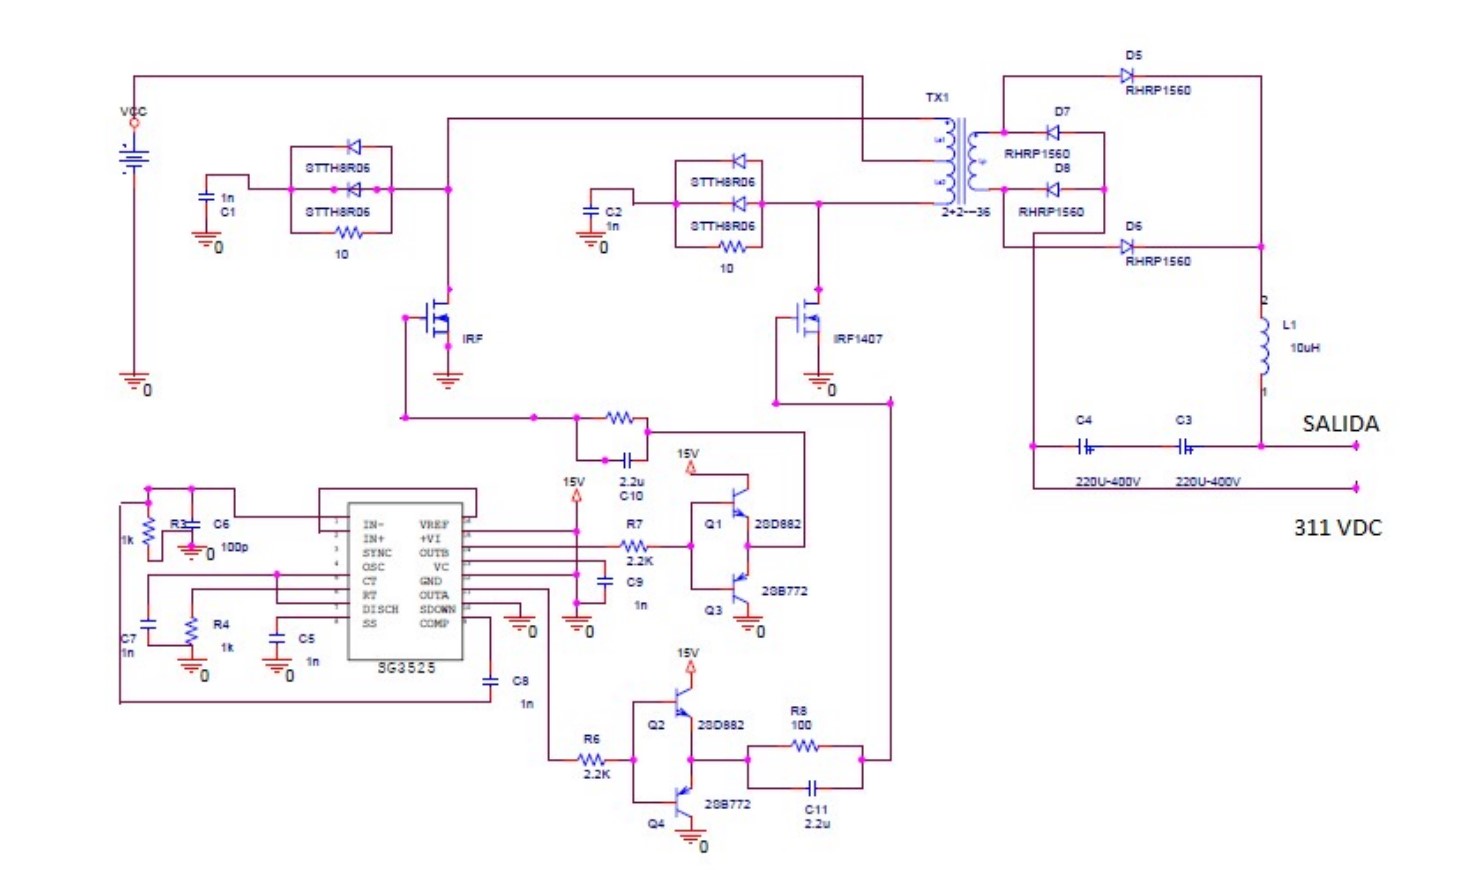 D5
RHRP1560
TX1
VCC
D7
RHRP1560
D8
RHRP1560
STTH8R06
STTH8R06
10
1n
C1
0
STTH8R06
STTH8R06
10
C2
1n
0
2+2--36
D6
RHRP1560
2
L1
10uH
1
IRF
IRF1407
0
0
C4
C3
SALIDA
220U-400V
220U-400V
311 VDC
15V
2.2u
C10
15V
Q1
2SD882
R7
2.2K
Q3
2SB772
0
R3
1k
C6
100p
0
IN- VREF
IN+ +VI
SYNC OUTB
OSC VC
CT GND
RT OUTA
DISCH SDOWN
SS COMP
SG3525
C9
1n
0
0
C7
1n
R4
1k
0
C5
1n
0
C8
1n
15V
Q2
2SD882
R6
2.2K
Q4
2SB772
0
R8
100
C11
2.2u